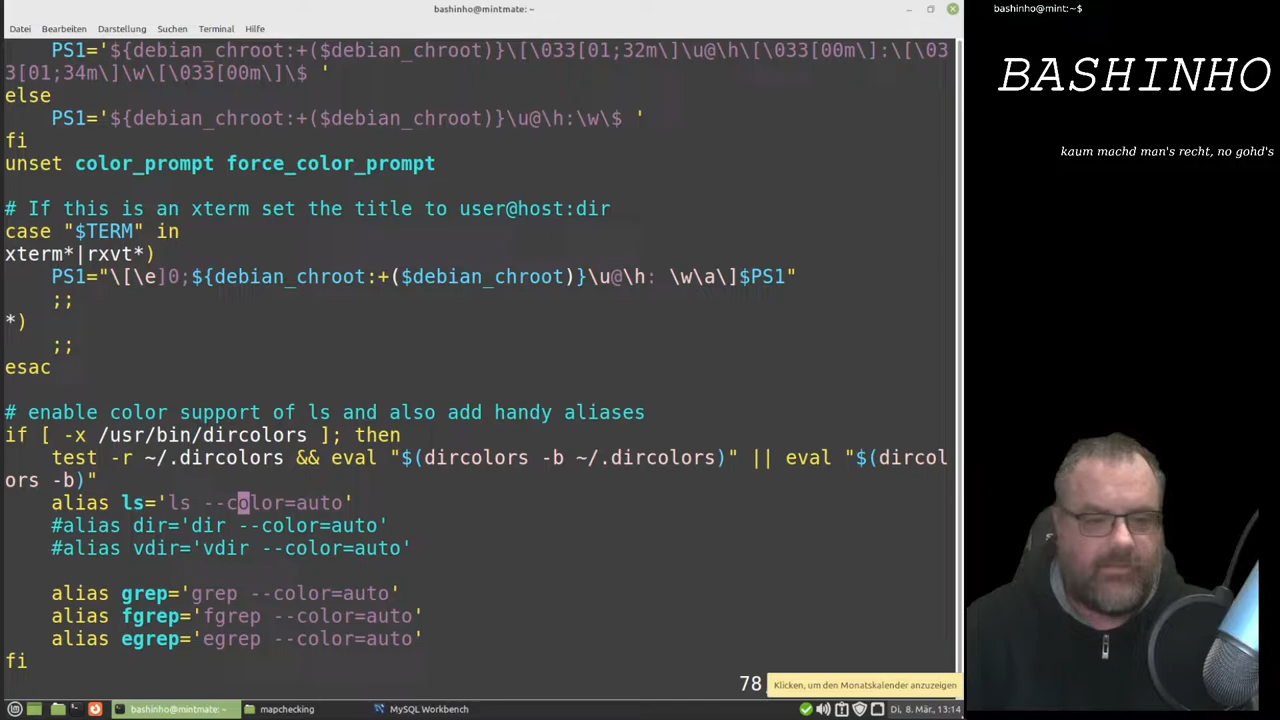 bashinho@mintmate: ~
Datei Bearbeiten Darstellung Suchen Terminal Hilfe
PS1='${debian_chroot:+($debian_chroot)}\[\033[01;32m\]\u@\h\[\033[00m\]:\[\03
3[01;34m\]\w\[\033[00m\]\$ '
else
PS1='${debian_chroot:+($debian_chroot)}\u@\h:\w\$ '
fi
unset color_prompt force_color_prompt
# If this is an xterm set the title to user@host:dir
case "$TERM" in
xterm*|rxvt*)
PS1="\[\e]0;${debian_chroot:+($debian_chroot)}\u@\h: \w\a\]$PS1"
;;
*)
;;
esac
# enable color support of ls and also add handy aliases
if [ -x /usr/bin/dircolors ]; then
test -r ~/.dircolors && eval "$(dircolors -b ~/.dircolors)" || eval "$(dircol
ors -b)"
alias ls='ls --color=auto'
#alias dir='dir --color=auto'
#alias vdir='vdir --color=auto'
alias grep='grep --color=auto'
alias fgrep='fgrep --color=auto'
alias egrep='egrep --color=auto'
fi
78
Klicken, um den Monatskalender anzuzeigen
bashinho@mintmate: ~ mapchecking MySQL Workbench Di, 8. Mär., 13:14
bashinho@mint:~$
BASHINHO
kaum machd man's recht, no gohd's